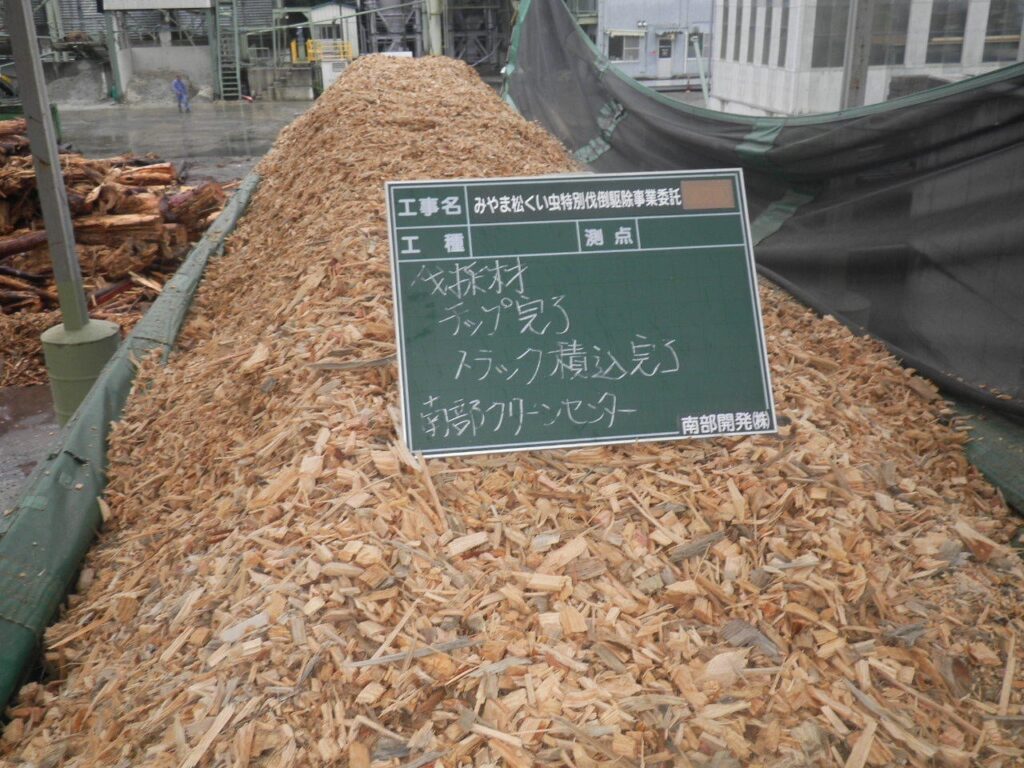 工事名 みやま松くい虫特別伐倒駆除事業委託
工種 測点
伐採材
チップ完了
トラック積込完了
南部クリーンセンター
南部開発㈱